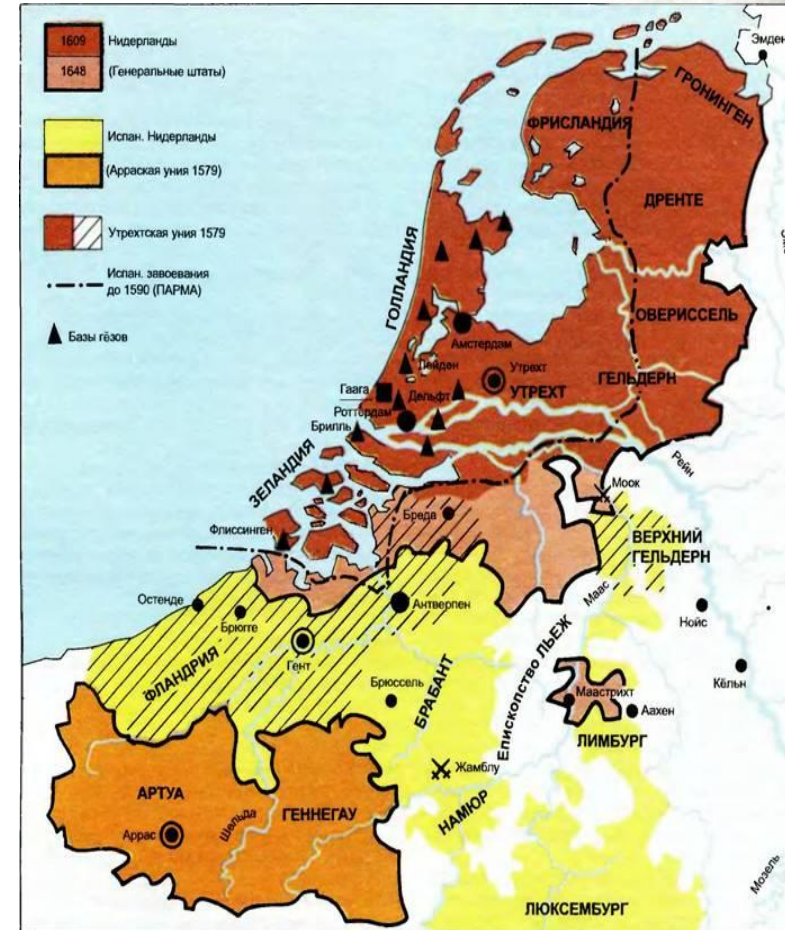 1609 Нидерланды
1648 (Генеральные штаты)
Испан. Нидерланды
(Аррасская уния 1579)
Утрехтская уния 1579
Испан. завоевания
до 1590 (ПАРМА)
Базы гёзов
Эмден
ГРОНИНГЕН
ФРИСЛАНДИЯ
ДРЕНТЕ
ГОЛЛАНДИЯ
ОВЕРИССЕЛЬ
Амстердам
Лейден
Утрехт
ГЕЛЬДЕРН
Гаага
Дельфт
УТРЕХТ
Роттердам
Брилль
ЗЕЛАНДИЯ
Рейн
Моок
Бреда
Флиссинген
ВЕРХНИЙ
ГЕЛЬДЕРН
Маас
Остенде
Антверпен
Брюгге
Нойс
ФЛАНДРИЯ
Гент
Епископство ЛЬЕЖ
Кёльн
Брюссель
БРАБАНТ
Маастрихт
Аахен
ЛИМБУРГ
Жамблу
АРТУА
ГЕННЕГАУ
Шельда
НАМЮР
Аррас
Мозель
ЛЮКСЕМБУРГ